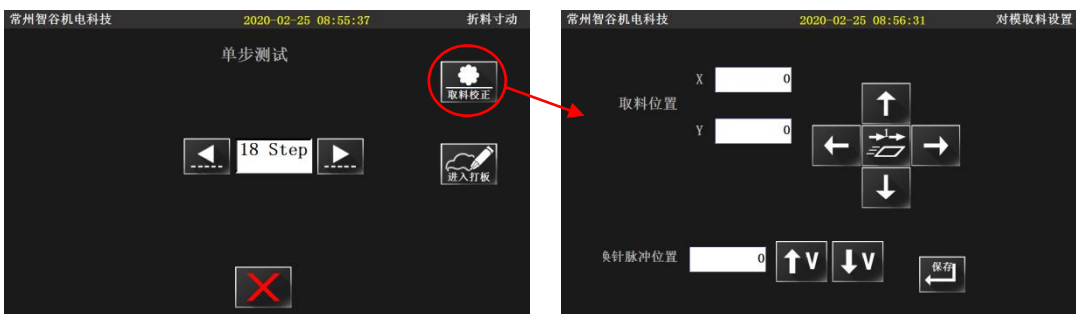 常州智谷机电科技 2020-02-25 08:55:37 折料寸动
单步测试
取料校正
18 Step
进入打板
常州智谷机电科技 2020-02-25 08:56:31 对模取料设置
X 0
取料位置
Y 0
1
换针脉冲位置 0 V V
保存